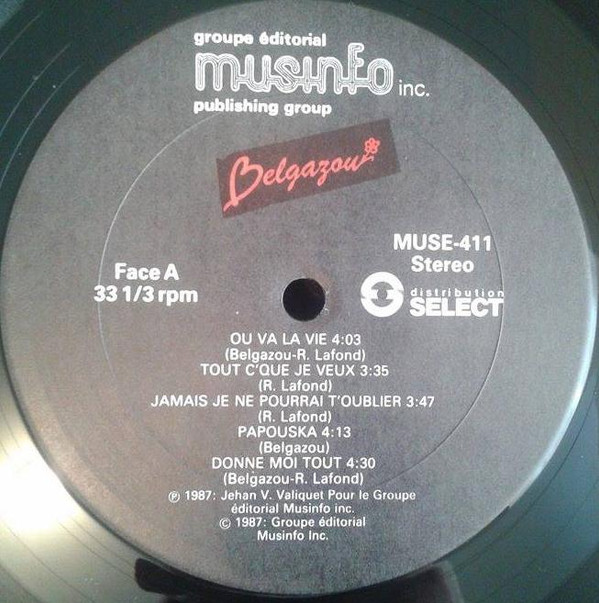 groupe éditorial
musinfo inc.
publishing group
Belgazou
MUSE-411
Stereo
Face A
33 1/3 rpm
distribution
SELECT
OU VA LA VIE 4:03
(Belgazou-R. Lafond)
TOUT C'QUE JE VEUX 3:35
(R. Lafond)
JAMAIS JE NE POURRAI T'OUBLIER 3:47
(R. Lafond)
PAPOUSKA 4:13
(Belgazou)
DONNE MOI TOUT 4:30
(Belgazou-R. Lafond)
℗ 1987: Jehan V. Valiquet Pour le Groupe
éditorial Musinfo inc.
© 1987: Groupe éditorial
Musinfo Inc.